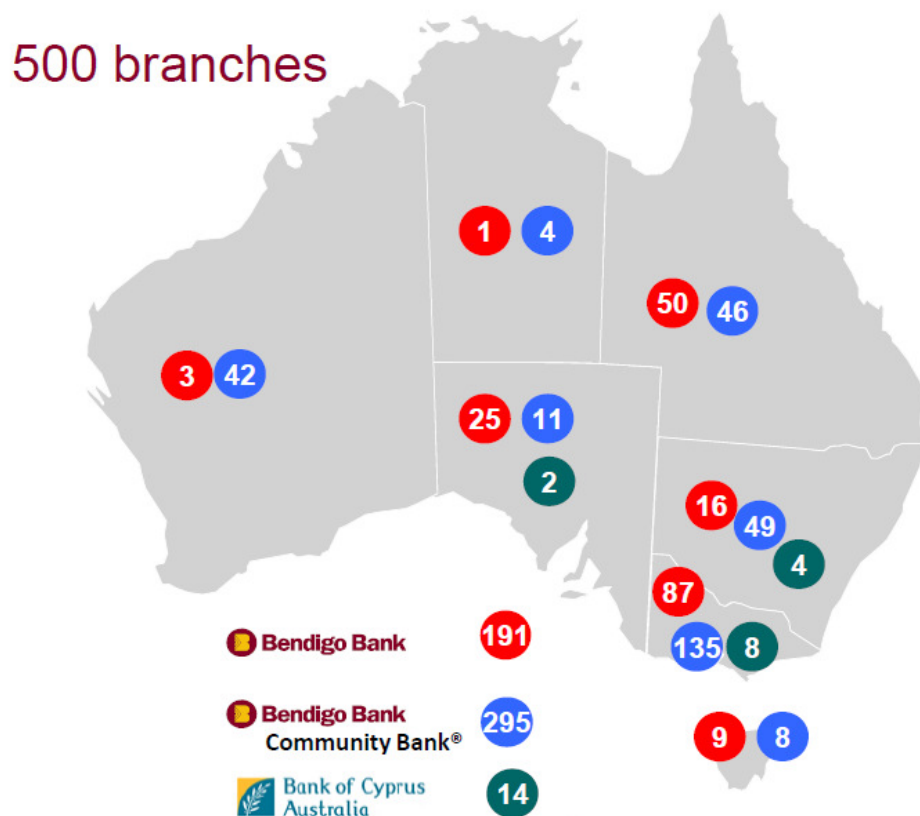 500 branches
1 4
50 46
3 42
25 11
2
16
49
4
87
135 8
Bendigo Bank 191
Bendigo Bank
Community Bank® 295
9 8
Bank of Cyprus
Australia 14